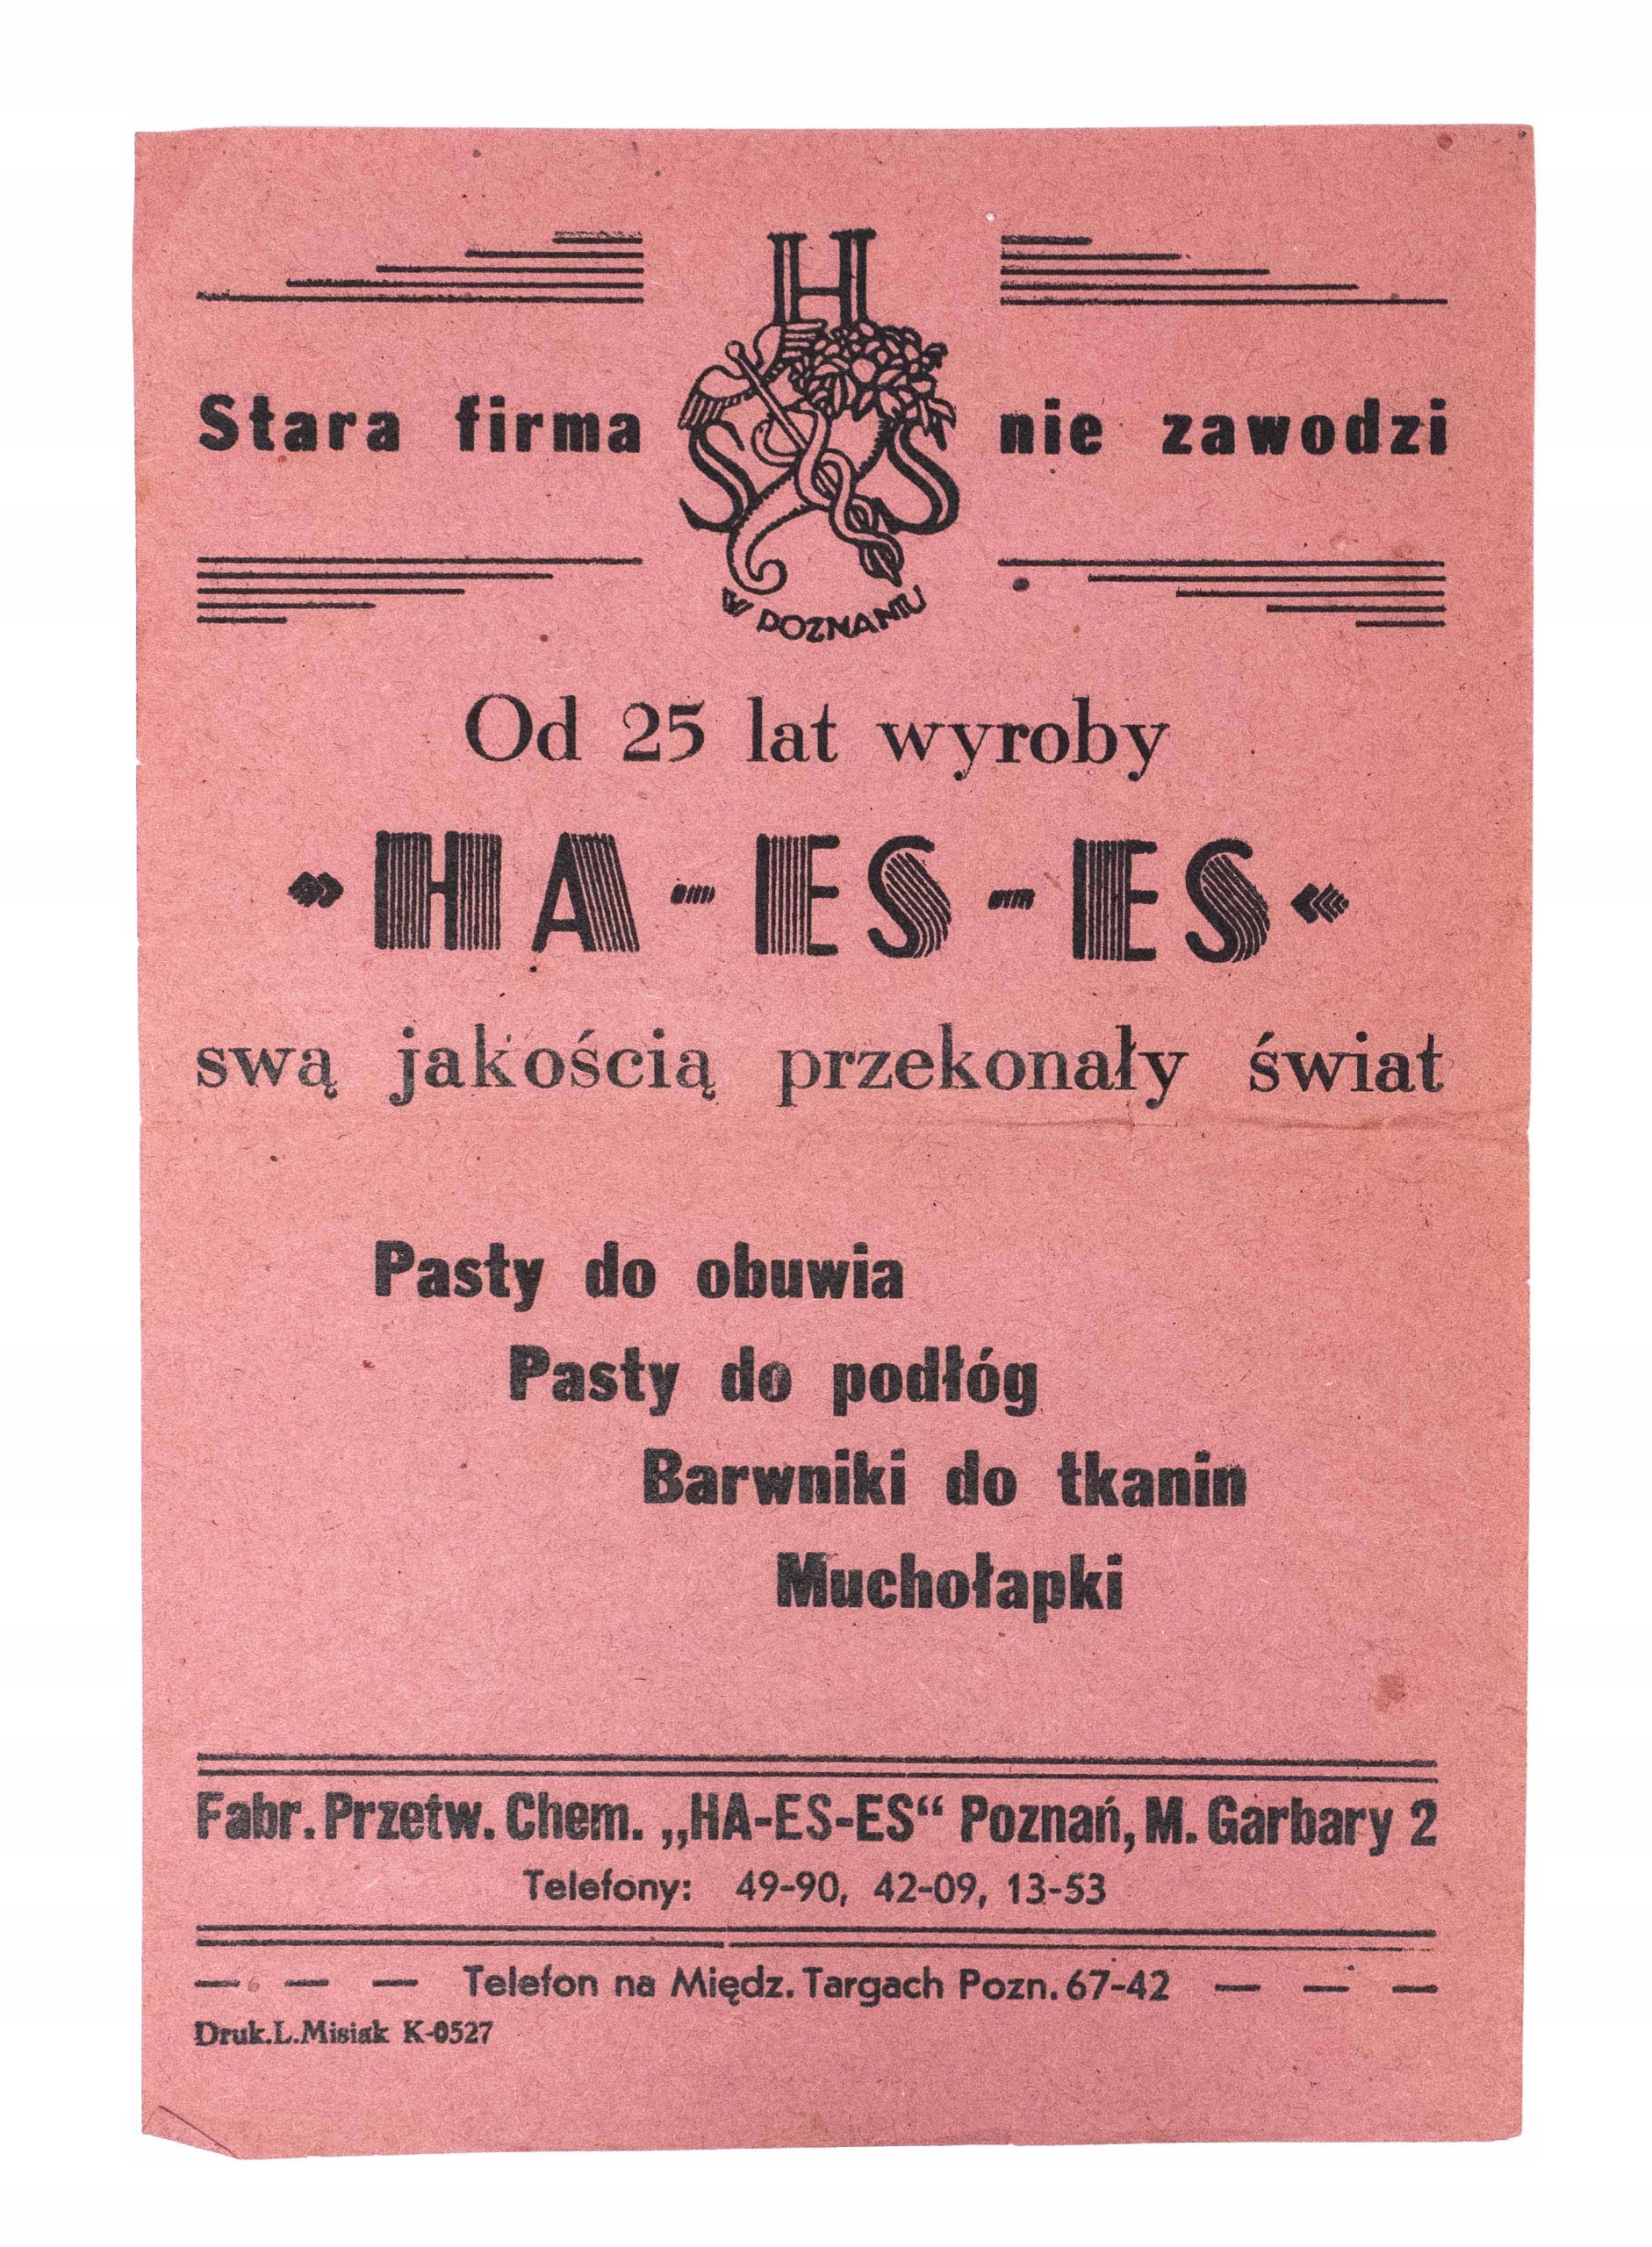 H
S S
W POZNANIU
Stara firma nie zawodzi
Od 25 lat wyroby
»HA-ES-ES«
swą jakością przekonały świat
Pasty do obuwia
Pasty do podłóg
Barwniki do tkanin
Muchołapki
Fabr. Przetw. Chem. „HA-ES-ES“ Poznań, M. Garbary 2
Telefony: 49-90, 42-09, 13-53
— — — Telefon na Międz. Targach Pozn. 67-42 — — —
Druk. L. Misiak K-0527